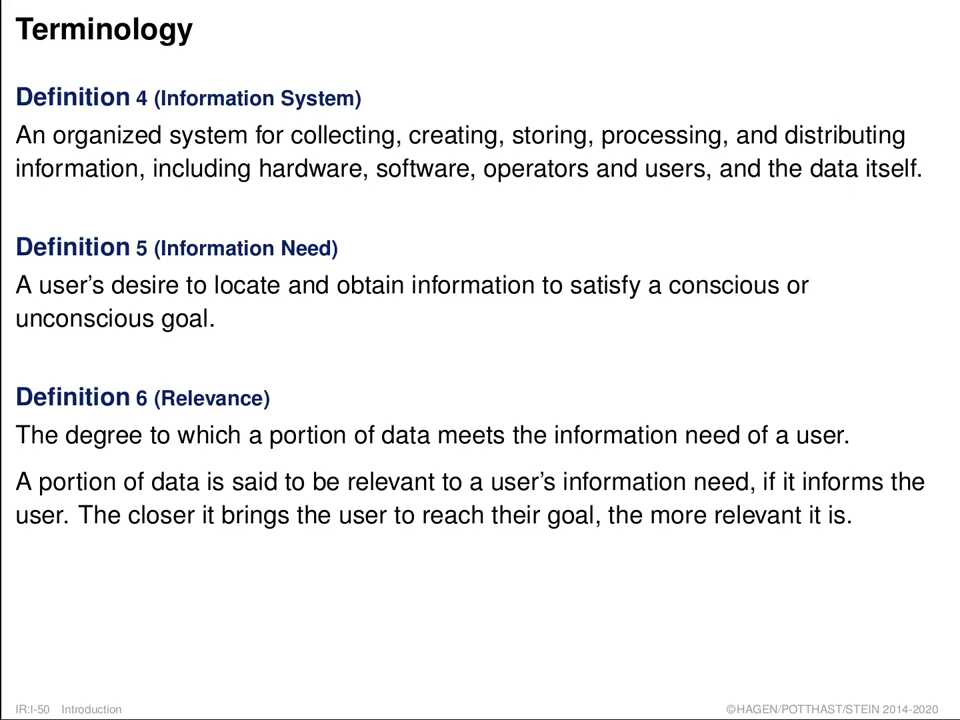 Terminology
Definition 4 (Information System)
An organized system for collecting, creating, storing, processing, and distributing
information, including hardware, software, operators and users, and the data itself.
Definition 5 (Information Need)
A user’s desire to locate and obtain information to satisfy a conscious or
unconscious goal.
Definition 6 (Relevance)
The degree to which a portion of data meets the information need of a user.
A portion of data is said to be relevant to a user’s information need, if it informs the
user. The closer it brings the user to reach their goal, the more relevant it is.
IR:I-50 Introduction
©HAGEN/POTTHAST/STEIN 2014-2020